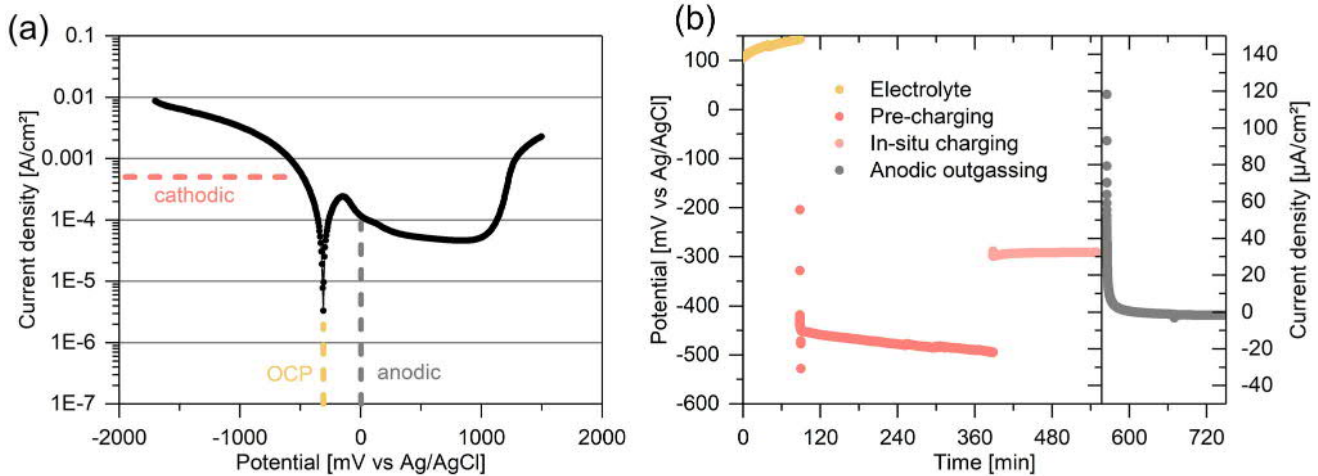 (a)
Current density [A/cm²]
0.1
0.01
0.001
1E-4
1E-5
1E-6
1E-7
cathodic
OCP
anodic
-2000
-1000
0
1000
2000
Potential [mV vs Ag/AgCl]
(b)
Potential [mV vs Ag/AgCl]
100
0
-100
-200
-300
-400
-500
-600
Electrolyte
Pre-charging
In-situ charging
Anodic outgassing
0
120
240
360
480
600
720
Time [min]
140
120
100
80
60
40
20
0
-20
-40
Current density [µA/cm²]